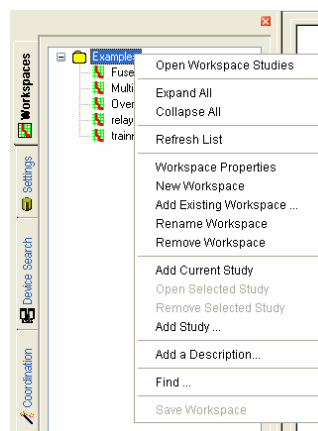 Workspaces
Settings
Device Search
Coordination
Examples
Fuse
Multi
Over
relay
trainr
Open Workspace Studies
Expand All
Collapse All
Refresh List
Workspace Properties
New Workspace
Add Existing Workspace ...
Rename Workspace
Remove Workspace
Add Current Study
Open Selected Study
Remove Selected Study
Add Study ...
Add a Description...
Find ...
Save Workspace